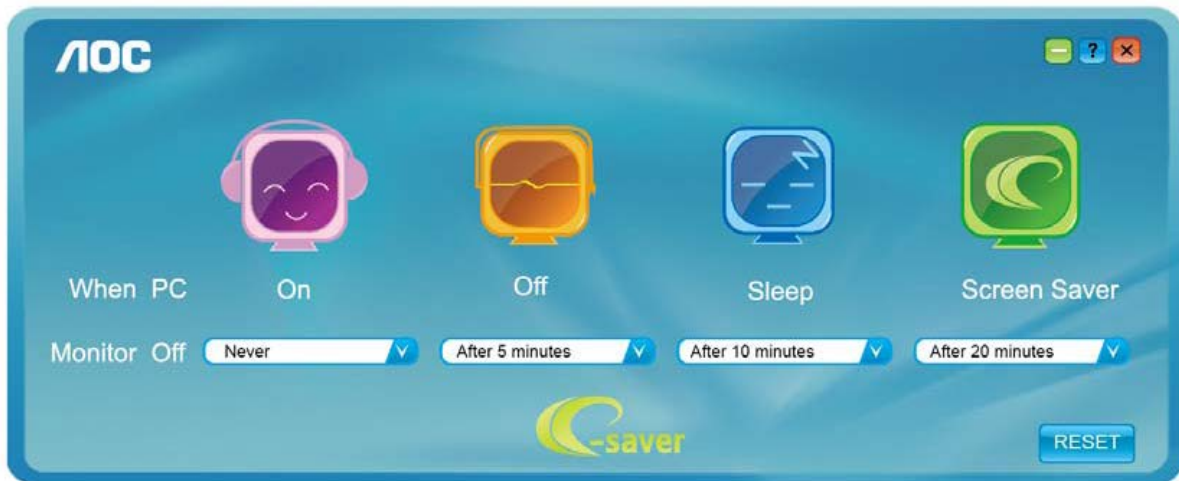 AOC
?
When PC On Off Sleep Screen Saver
Monitor Off Never After 5 minutes After 10 minutes After 20 minutes
e-saver
RESET